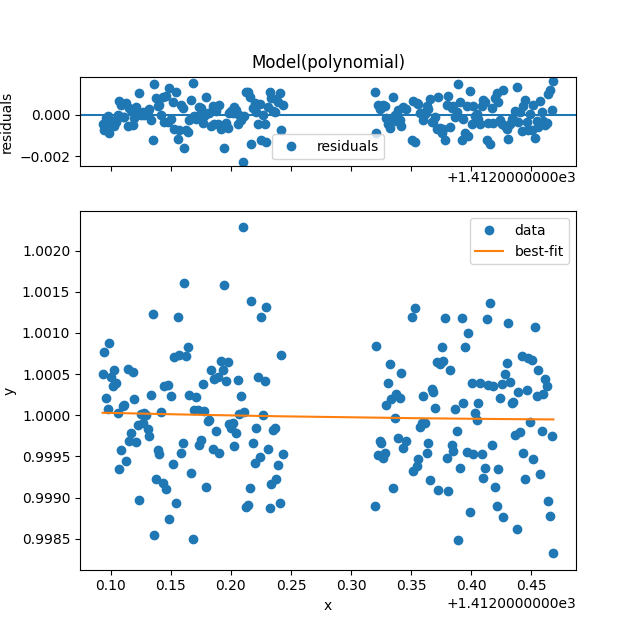 Model(polynomial)
residuals
0.000
−0.002
residuals
+1.4120000000e3
y
1.0020
1.0015
1.0010
1.0005
1.0000
0.9995
0.9990
0.9985
data
best-fit
0.10 0.15 0.20 0.25 0.30 0.35 0.40 0.45
x
+1.4120000000e3